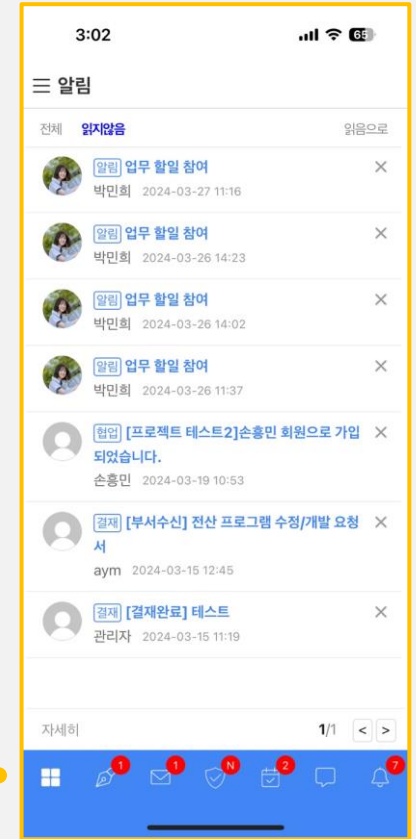 3:02 65
알림
전체 읽지않음 읽음으로
알림 업무 할일 참여
박민희 2024-03-27 11:16
알림 업무 할일 참여
박민희 2024-03-26 14:23
알림 업무 할일 참여
박민희 2024-03-26 14:02
알림 업무 할일 참여
박민희 2024-03-26 11:37
협업 [프로젝트 테스트2]손흥민 회원으로 가입
되었습니다.
손흥민 2024-03-19 10:53
결재 [부서수신] 전산 프로그램 수정/개발 요청
서
aym 2024-03-15 12:45
결재 [결재완료] 테스트
관리자 2024-03-15 11:19
자세히 1/1 < >
1 1 N 2 7